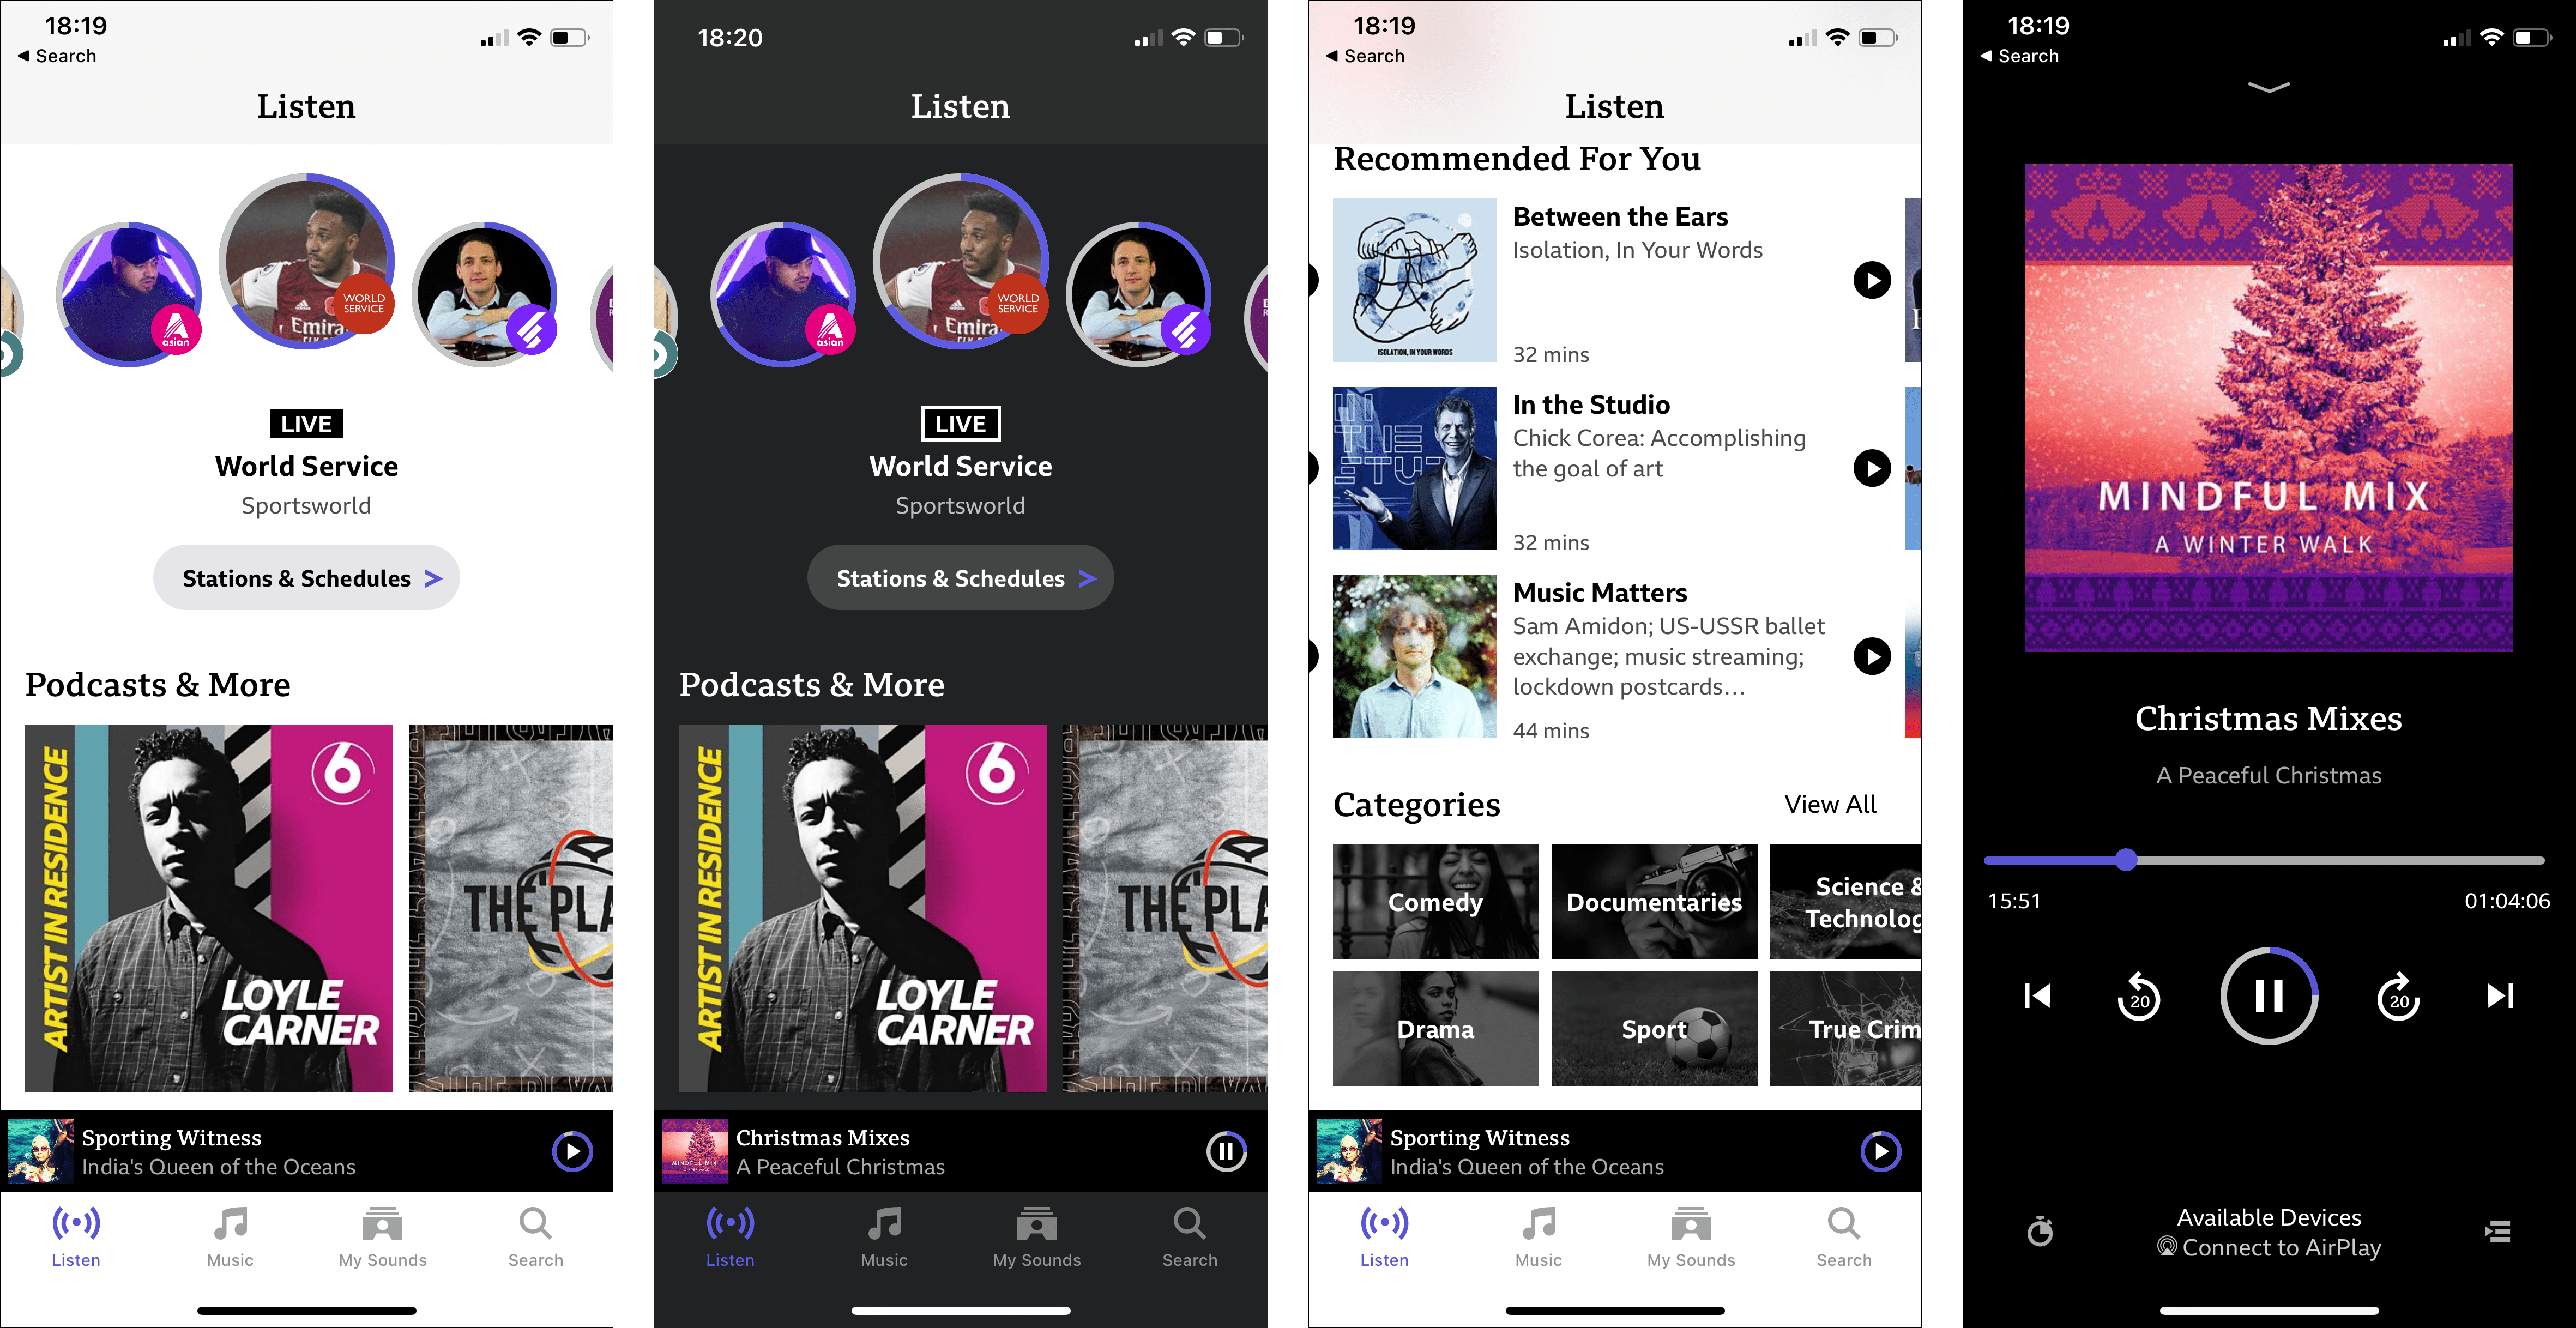 18:19
Search
Listen
asian
Emira
WORLD
SERVICE
LIVE
World Service
Sportsworld
Stations & Schedules >
Podcasts & More
ARTIST IN RESIDENCE
6
LOYLE
CARNER
THE PLA
Sporting Witness
India's Queen of the Oceans
Listen
Music
My Sounds
Search
18:20
Listen
asian
Emira
WORLD
SERVICE
LIVE
World Service
Sportsworld
Stations & Schedules >
Podcasts & More
ARTIST IN RESIDENCE
6
LOYLE
CARNER
THE PLA
Christmas Mixes
A Peaceful Christmas
MINDFUL MIX
Listen
Music
My Sounds
Search
18:19
Search
Listen
Recommended For You
Between the Ears
Isolation, In Your Words
ISOLATION, IN YOUR WORDS
32 mins
IN
THE
STUD
In the Studio
Chick Corea: Accomplishing
the goal of art
32 mins
Music Matters
Sam Amidon; US-USSR ballet
exchange; music streaming;
lockdown postcards…
44 mins
Categories
View All
Comedy
Documentaries
Science &
Technolog
Drama
Sport
True Crim
Sporting Witness
India's Queen of the Oceans
Listen
Music
My Sounds
Search
18:19
Search
MINDFUL MIX
A WINTER WALK
Christmas Mixes
A Peaceful Christmas
15:51
01:04:06
20
20
Available Devices
Connect to AirPlay